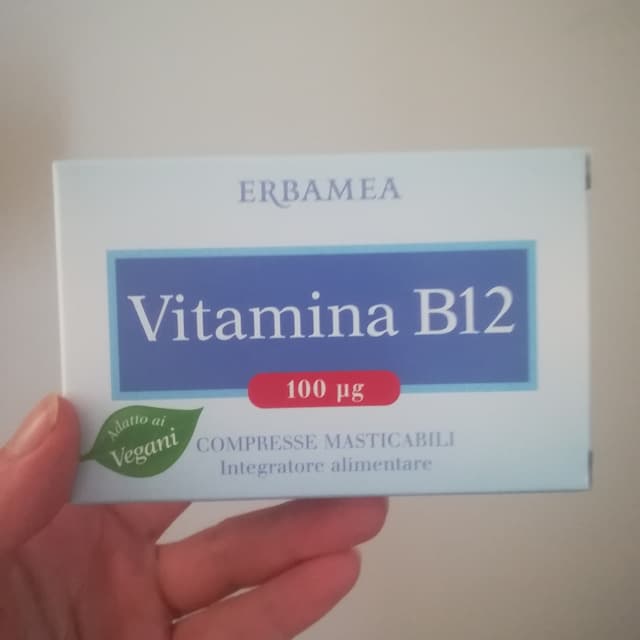 ERBAMEA
Vitamina B12
100 µg
Adatto ai
Vegani
COMPRESSE MASTICABILI
Integratore alimentare